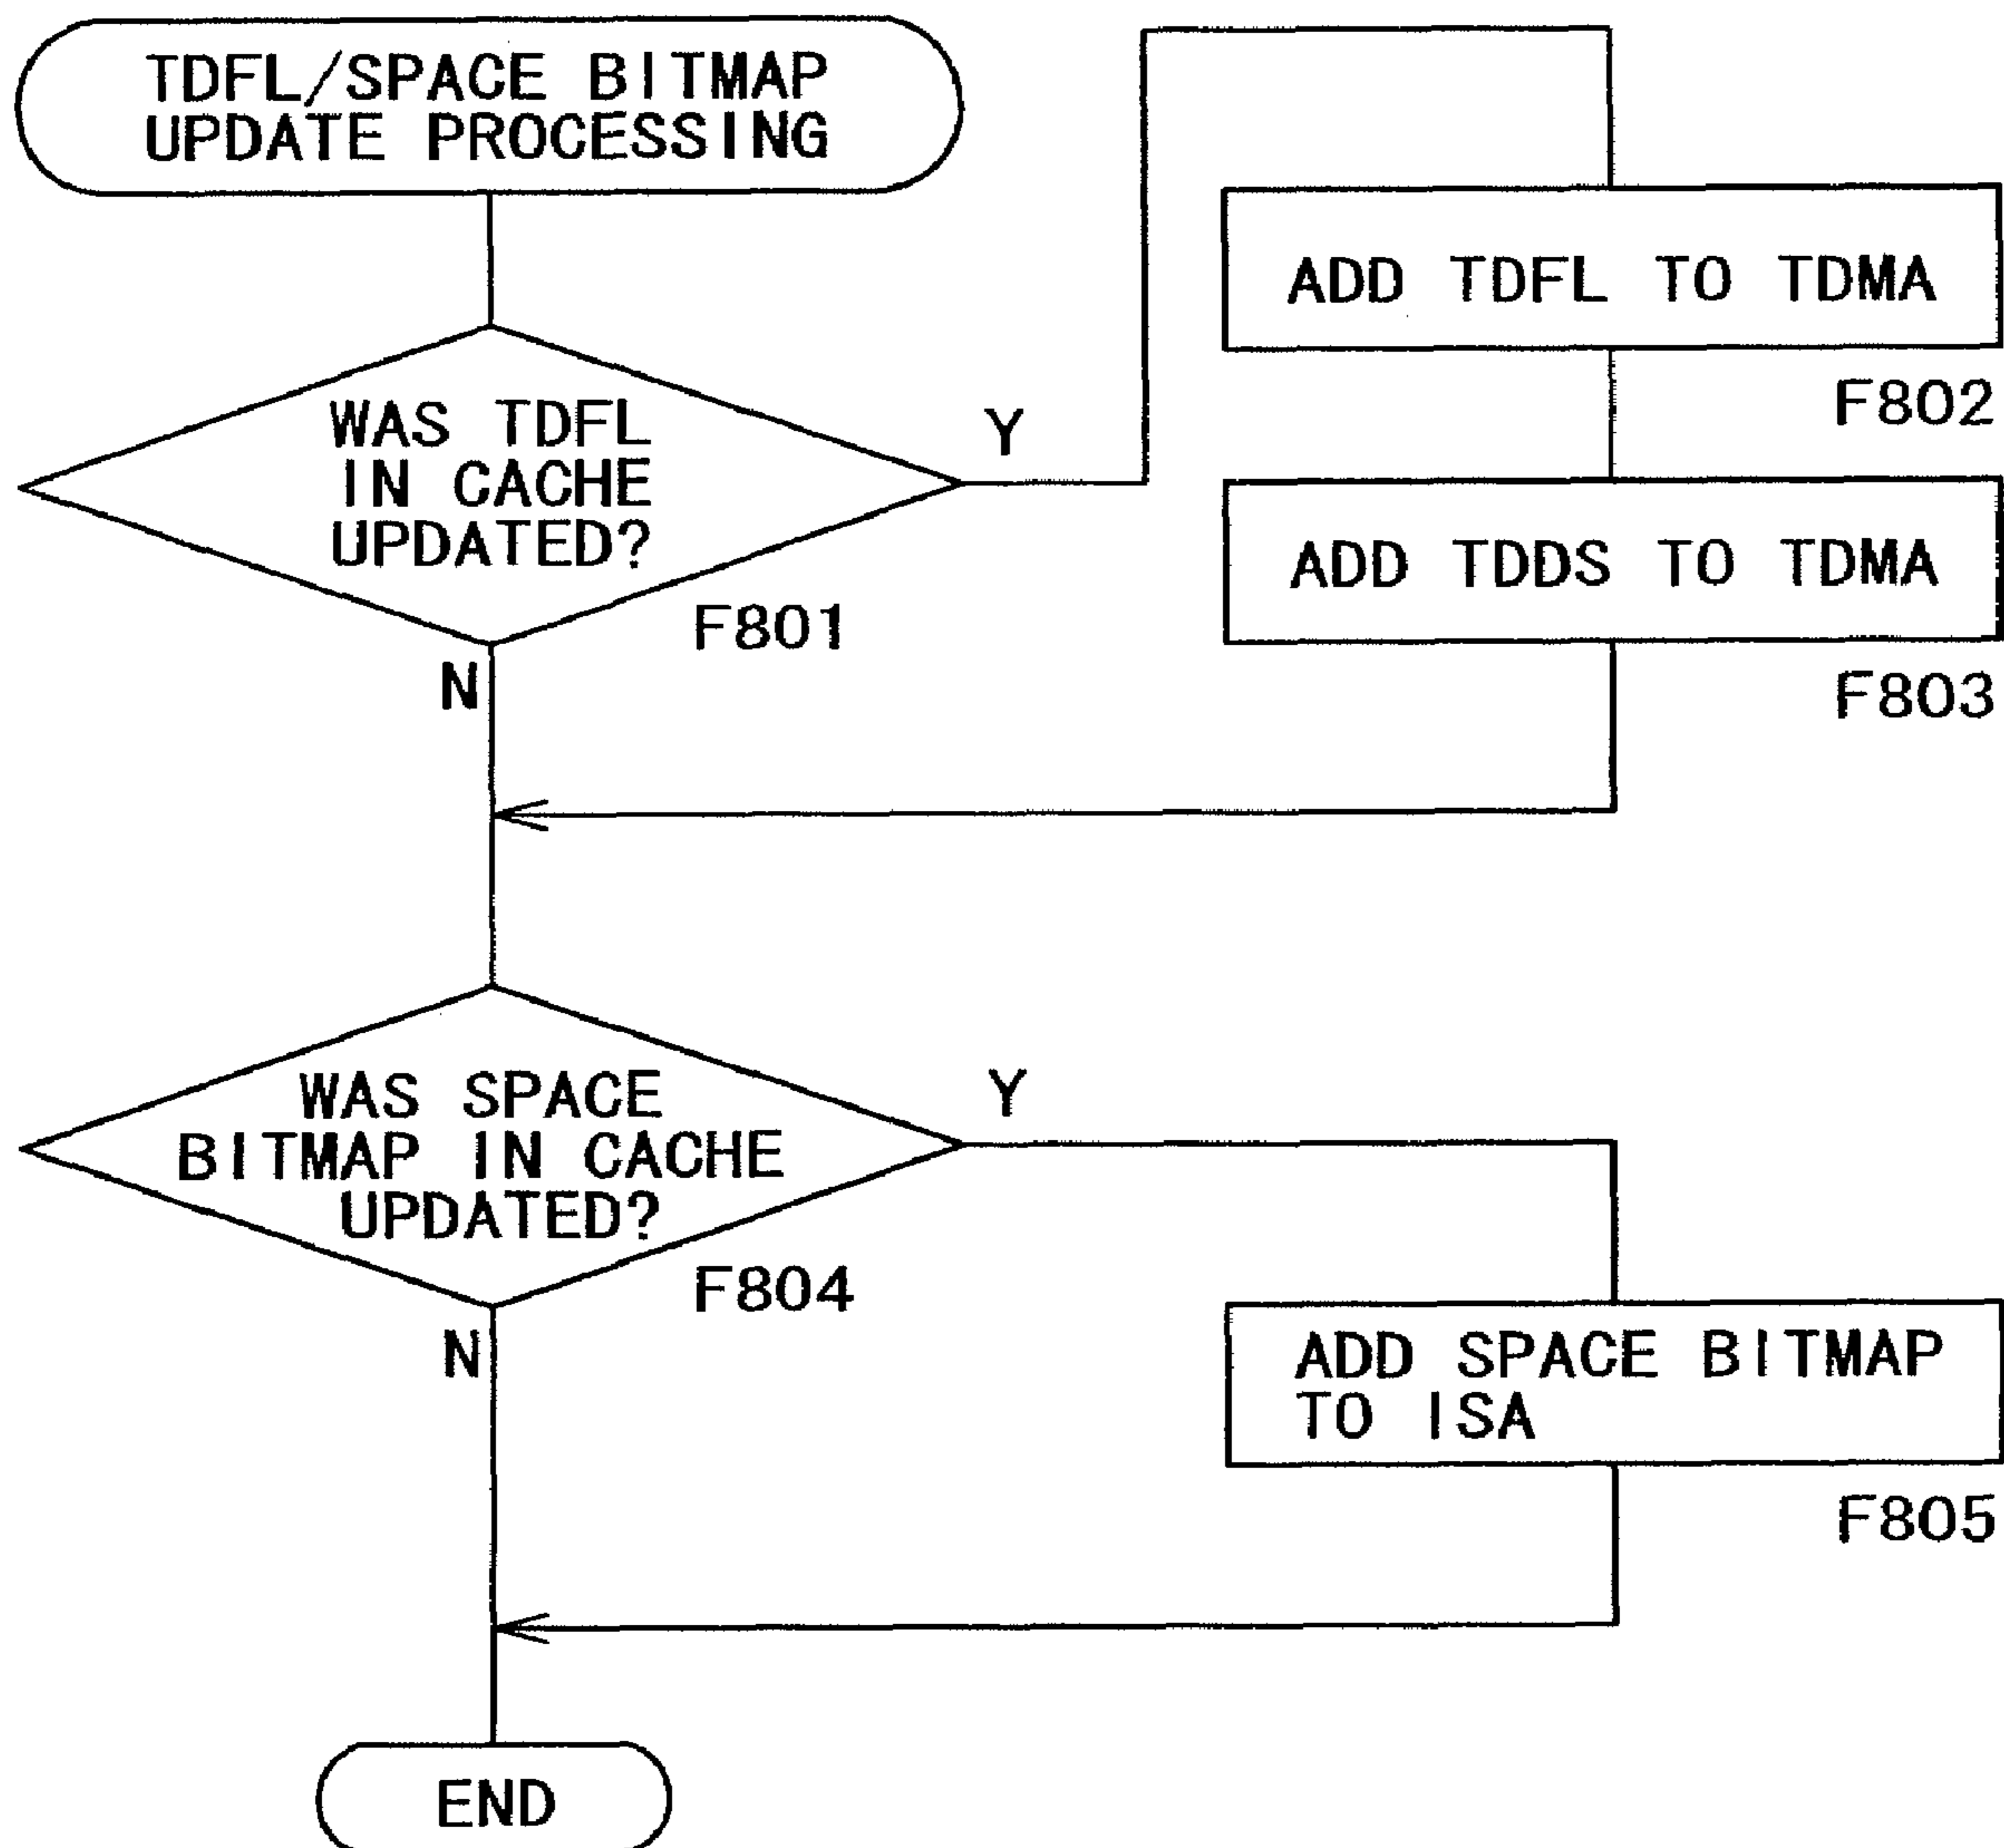 TDFL/SPACE BITMAP
UPDATE PROCESSING
WAS TDFL
IN CACHE
UPDATED?
F801
Y
N
ADD TDFL TO TDMA
F802
ADD TDDS TO TDMA
F803
WAS SPACE
BITMAP IN CACHE
UPDATED?
F804
Y
N
ADD SPACE BITMAP
TO ISA
F805
END